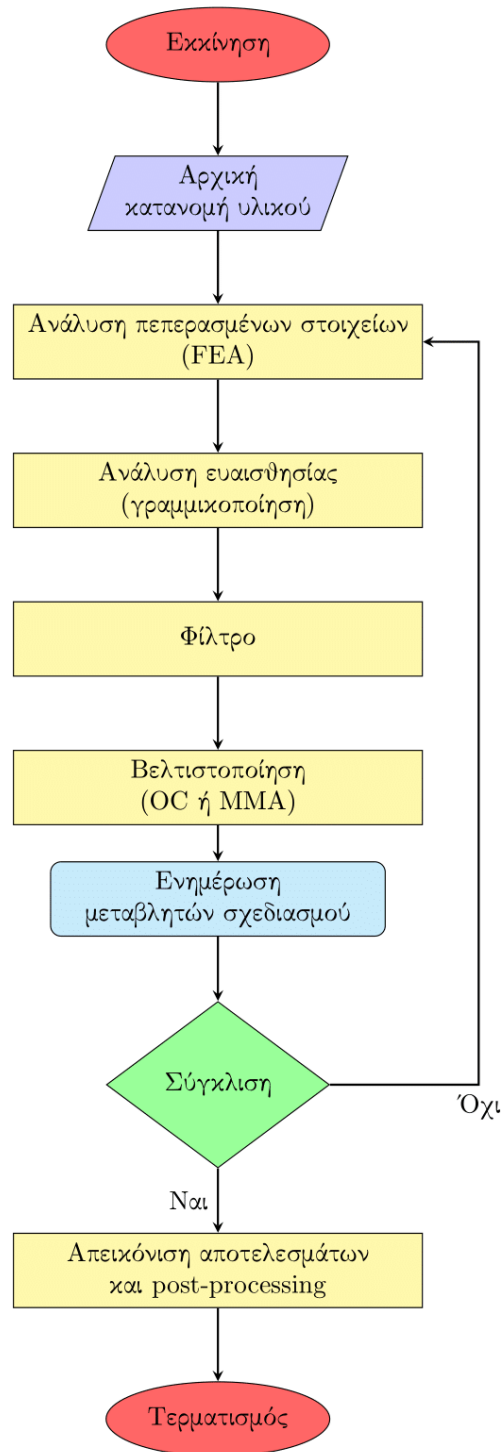 Εκκίνηση
Αρχική
κατανομή υλικού
Ανάλυση πεπερασμένων στοιχείων
(FEA)
Ανάλυση ευαισθησίας
(γραμμικοποίηση)
Φίλτρο
Βελτιστοποίηση
(OC ή MMA)
Ενημέρωση
μεταβλητών σχεδιασμού
Σύγκλιση
Όχι
Ναι
Απεικόνιση αποτελεσμάτων
και post-processing
Τερματισμός